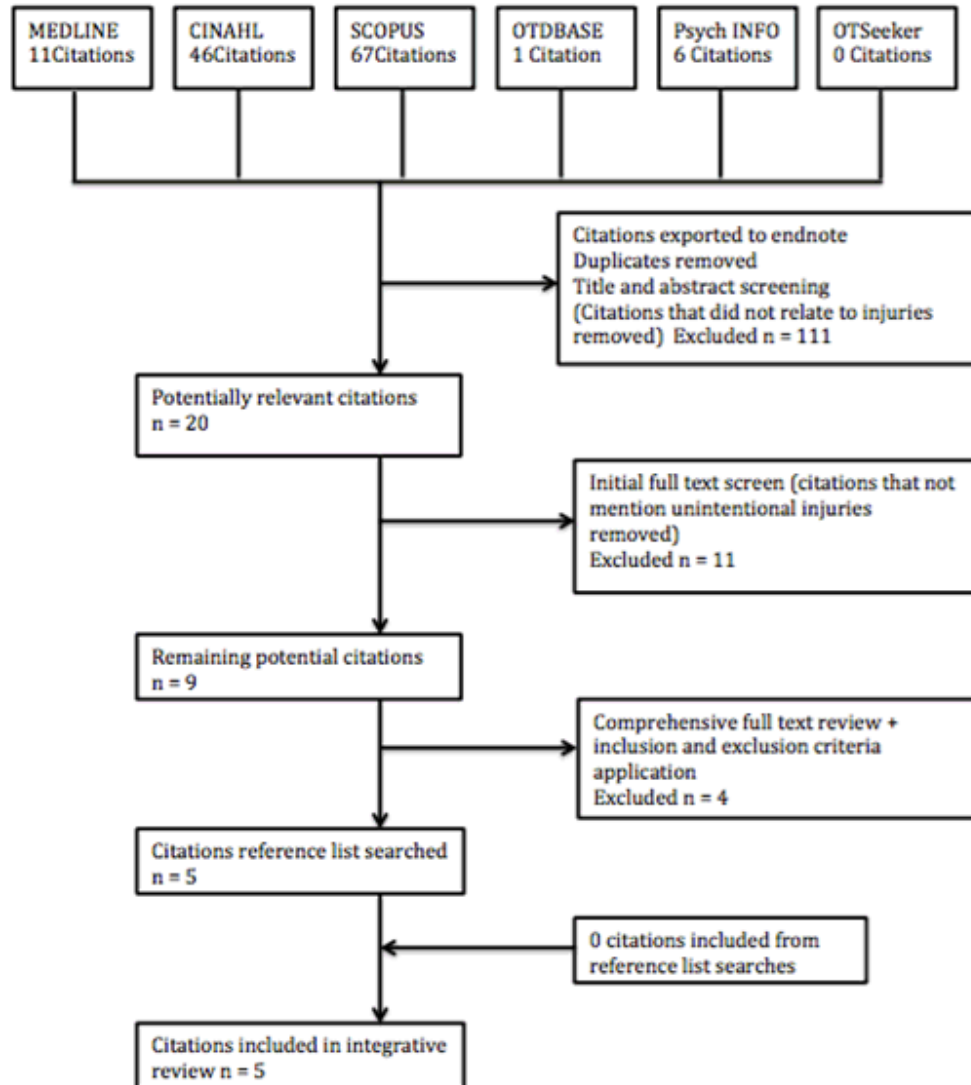 MEDLINE
11Citations
CINAHL
46Citations
SCOPUS
67Citations
OTDBASE
1 Citation
Psych INFO
6 Citations
OTSeeker
0 Citations
Citations exported to endnote
Duplicates removed
Title and abstract screening
(Citations that did not relate to injuries
removed)  Excluded n = 111
Potentially relevant citations
n = 20
Initial full text screen (citations that not
mention unintentional injuries
removed)
Excluded n = 11
Remaining potential citations
n = 9
Comprehensive full text review +
inclusion and exclusion criteria
application
Excluded n = 4
Citations reference list searched
n = 5
0 citations included from
reference list searches
Citations included in integrative
review n = 5